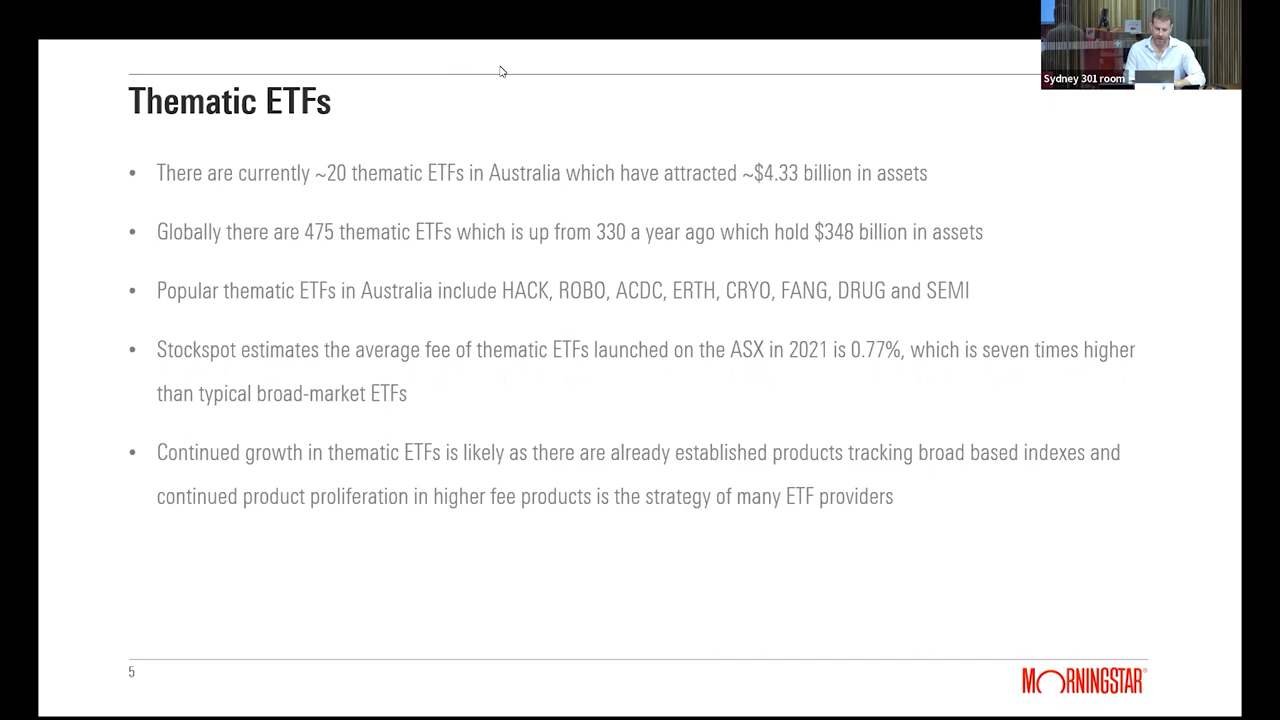 Sydney 301 room
Thematic ETFs
• There are currently ~20 thematic ETFs in Australia which have attracted ~$4.33 billion in assets
• Globally there are 475 thematic ETFs which is up from 330 a year ago which hold $348 billion in assets
• Popular thematic ETFs in Australia include HACK, ROBO, ACDC, ERTH, CRYO, FANG, DRUG and SEMI
• Stockspot estimates the average fee of thematic ETFs launched on the ASX in 2021 is 0.77%, which is seven times higher
than typical broad-market ETFs
• Continued growth in thematic ETFs is likely as there are already established products tracking broad based indexes and
continued product proliferation in higher fee products is the strategy of many ETF providers
5
MORNINGSTAR